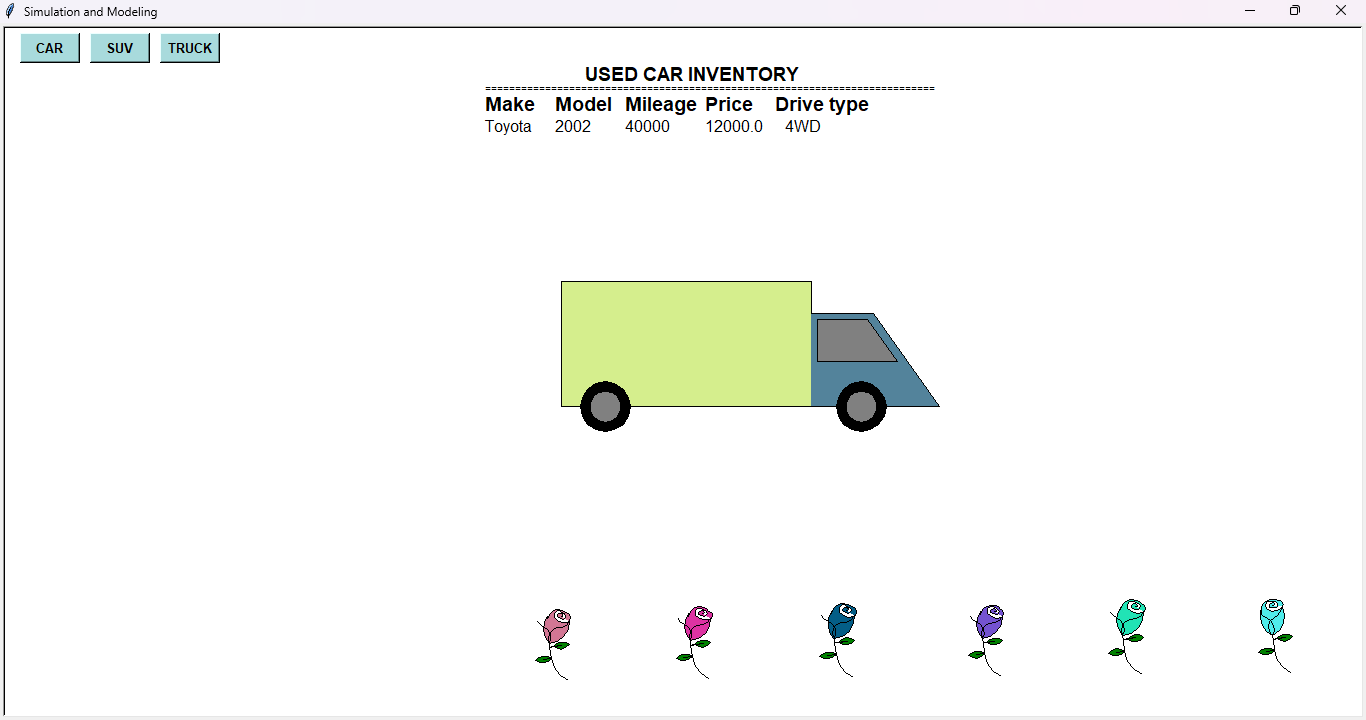 Simulation and Modeling
CAR SUV TRUCK
USED CAR INVENTORY
===========================================================================
Make Model Mileage Price Drive type
Toyota 2002 40000 12000.0 4WD